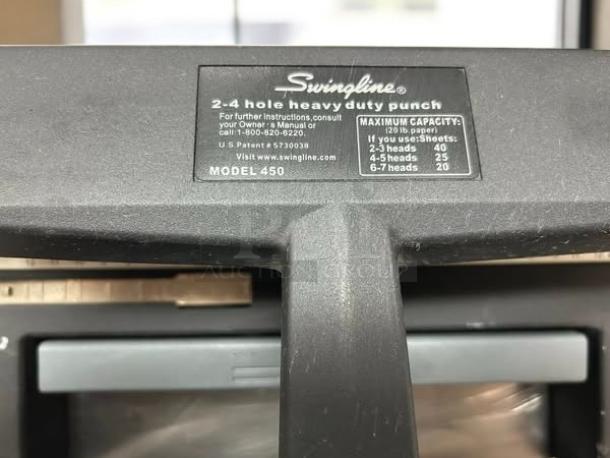 Swingline®
2-4 hole heavy duty punch
For further instructions,consult
your Owner's Manual or
call:1-800-820-6220.
U.S.Patent # 5730038
Visit www.swingline.com
MODEL 450
MAXIMUM CAPACITY:
(20 lb.paper)
If you use:Sheets:
2-3 heads 40
4-5 heads 25
6-7 heads 20
AUCTION GROUP